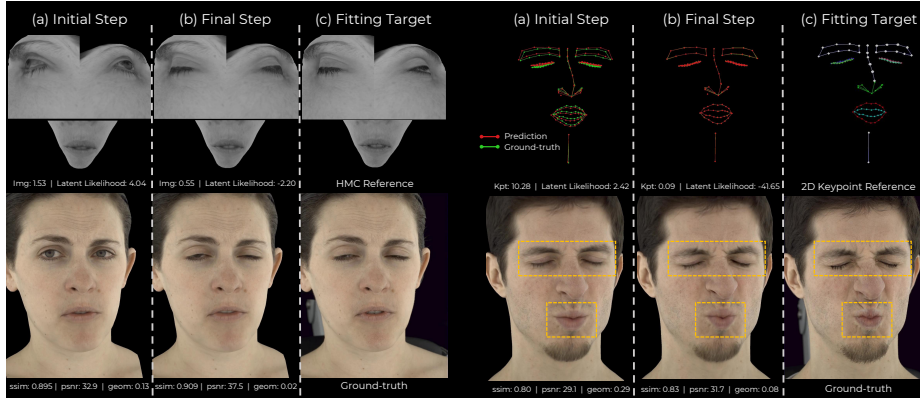 (a) Initial Step
(b) Final Step
(c) Fitting Target
Img: 1.53 | Latent Likelihood: 4.04
Img: 0.55 | Latent Likelihood: -2.20
HMC Reference
ssim: 0.895 | psnr: 32.9 | geom: 0.13
ssim: 0.909 | psnr: 37.5 | geom: 0.02
Ground-truth
(a) Initial Step
(b) Final Step
(c) Fitting Target
Prediction
Ground-truth
Kpt: 10.28 | Latent Likelihood: 2.42
Kpt: 0.09 | Latent Likelihood: -41.65
2D Keypoint Reference
ssim: 0.80 | psnr: 29.1 | geom: 0.29
ssim: 0.83 | psnr: 31.7 | geom: 0.08
Ground-truth